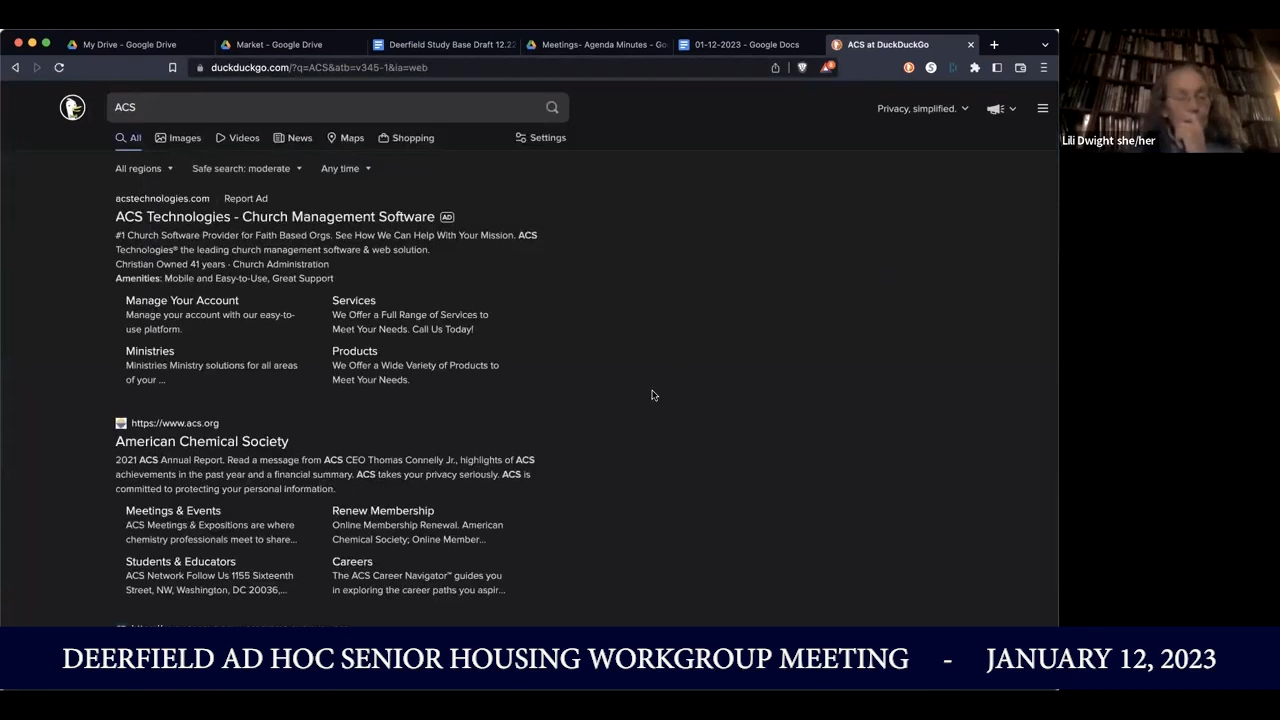 My Drive - Google Drive
Market - Google Drive
Deerfield Study Base Draft 12.22
Meetings- Agenda Minutes - Go
01-12-2023 - Google Docs
ACS at DuckDuckGo
duckduckgo.com/?q=ACS&atb=v345-1&ia=web
ACS
Privacy, simplified.
All
Images
Videos
News
Maps
Shopping
Settings
All regions
Safe search: moderate
Any time
Lili Dwight she/her
acstechnologies.com Report Ad
ACS Technologies - Church Management Software AD
#1 Church Software Provider for Faith Based Orgs. See How We Can Help With Your Mission. ACS
Technologies® the leading church management software & web solution.
Christian Owned 41 years · Church Administration
Amenities: Mobile and Easy-to-Use, Great Support
Manage Your Account
Manage your account with our easy-to-
use platform.
Services
We Offer a Full Range of Services to
Meet Your Needs. Call Us Today!
Ministries
Ministries Ministry solutions for all areas
of your ...
Products
We Offer a Wide Variety of Products to
Meet Your Needs.
https://www.acs.org
American Chemical Society
2021 ACS Annual Report. Read a message from ACS CEO Thomas Connelly Jr., highlights of ACS
achievements in the past year and a financial summary. ACS takes your privacy seriously. ACS is
committed to protecting your personal information.
Meetings & Events
ACS Meetings & Expositions are where
chemistry professionals meet to share...
Renew Membership
Online Membership Renewal. American
Chemical Society; Online Member...
Students & Educators
ACS Network Follow Us 1155 Sixteenth
Street, NW, Washington, DC 20036,...
Careers
The ACS Career Navigator™ guides you
in exploring the career paths you aspir...
DEERFIELD AD HOC SENIOR HOUSING WORKGROUP MEETING - JANUARY 12, 2023